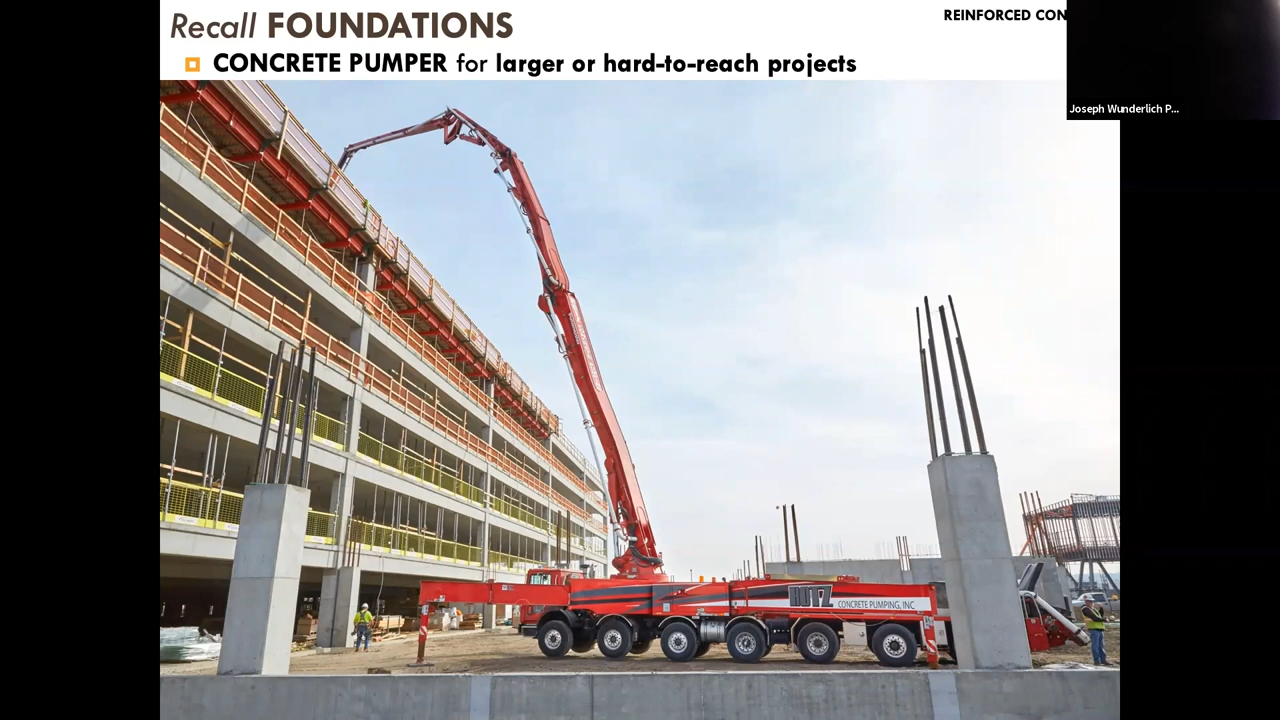 Recall FOUNDATIONS
REINFORCED CON
CONCRETE PUMPER for larger or hard-to-reach projects
Joseph Wunderlich P...
CONCRETE PUMPING, INC